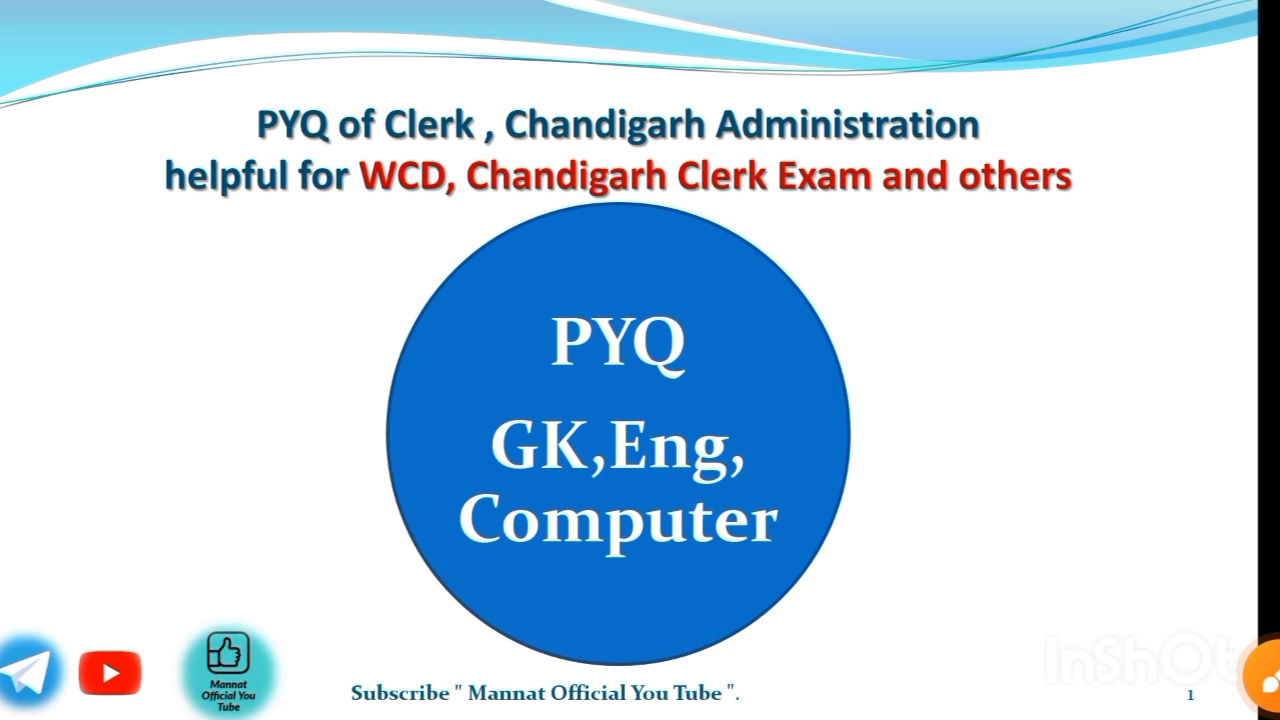 PYQ of Clerk , Chandigarh Administration
helpful for WCD, Chandigarh Clerk Exam and others
PYQ
GK,Eng,
Computer
Mannat
Official You
Tube
Subscribe " Mannat Official You Tube ".
1
InShOt